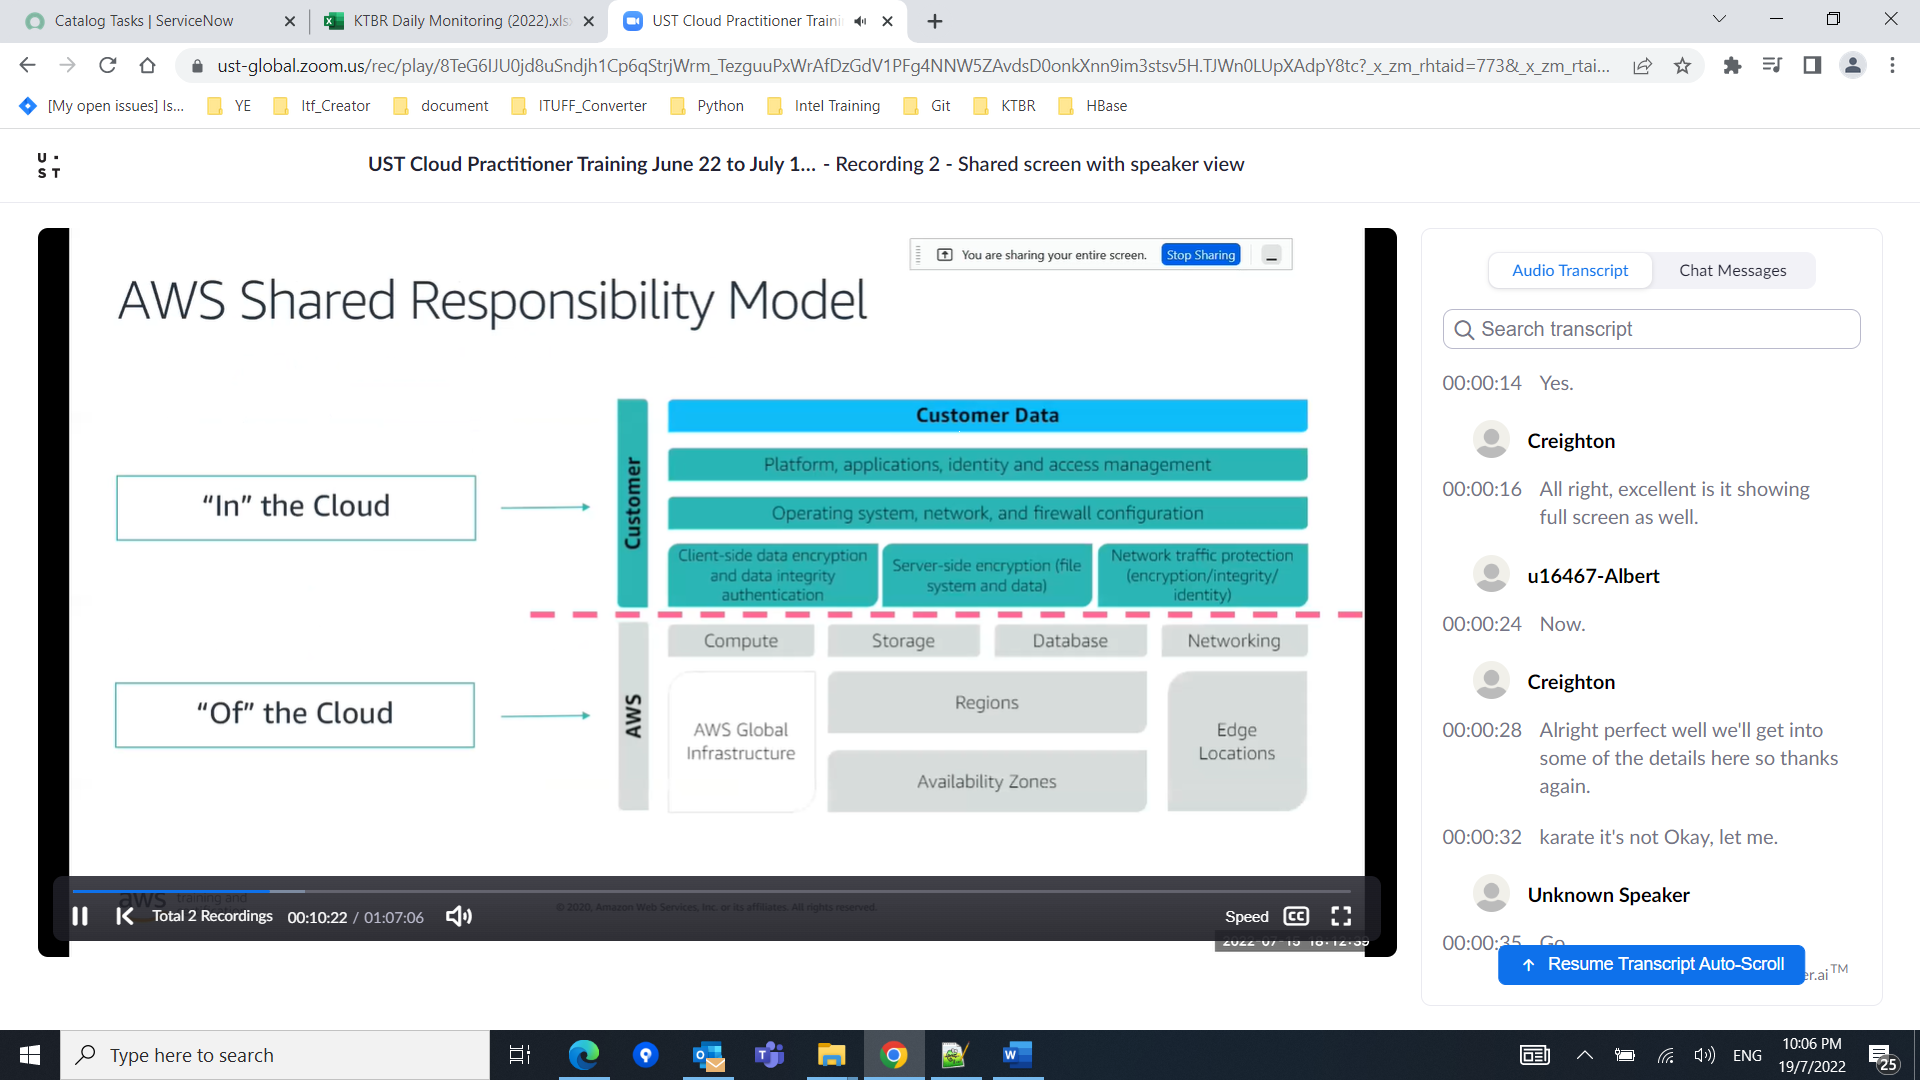 Catalog Tasks | ServiceNow
KTBR Daily Monitoring (2022).xls
UST Cloud Practitioner Traini
ust-global.zoom.us/rec/play/8TeG6IJU0jd8uSndjh1Cp6qStrjWrm_TezguuPxWrAfDzGdV1PFg4NNW5ZAvdsD0onkXnn9im3stsv5H.TJWn0LUpXAdpY8tc?_x_zm_rhtaid=773&_x_zm_rtai...
[My open issues] Is...
YE
Itf_Creator
document
ITUFF_Converter
Python
Intel Training
Git
KTBR
HBase
U·
ST
UST Cloud Practitioner Training June 22 to July 1... - Recording 2 - Shared screen with speaker view
You are sharing your entire screen.
Stop Sharing
AWS Shared Responsibility Model
"In" the Cloud
"Of" the Cloud
Customer
Customer Data
Platform, applications, identity and access management
Operating system, network, and firewall configuration
Client-side data encryption
and data integrity
authentication
Server-side encryption (file
system and data)
Network traffic protection
(encryption/integrity/
identity)
AWS
Compute
Storage
Database
Networking
AWS Global
Infrastructure
Regions
Availability Zones
Edge
Locations
aws
training and
© 2020, Amazon Web Services, Inc. or its affiliates. All rights reserved.
Total 2 Recordings
00:10:22 / 01:07:06
Speed
CC
2022-07-15 18:12:39
Audio Transcript
Chat Messages
Search transcript
00:00:14 Yes.
Creighton
00:00:16 All right, excellent is it showing
full screen as well.
u16467-Albert
00:00:24 Now.
Creighton
00:00:28 Alright perfect well we'll get into
some of the details here so thanks
again.
00:00:32 karate it's not Okay, let me.
Unknown Speaker
00:00:35 Go
Resume Transcript Auto-Scroll
er.ai™
Type here to search
ENG
10:06 PM
19/7/2022
25